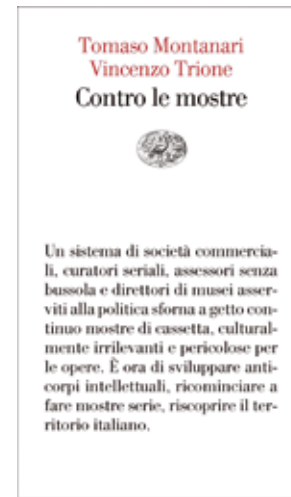 Tomaso Montanari
Vincenzo Trione
Contro le mostre
Un sistema di società commercia-
li, curatori seriali, assessori senza
bussola e direttori di musei asser-
viti alla politica sforna a getto con-
tinuo mostre di cassetta, cultural-
mente irrilevanti e pericolose per
le opere. È ora di sviluppare anti-
corpi intellettuali, ricominciare a
fare mostre serie, riscoprire il ter-
ritorio italiano.